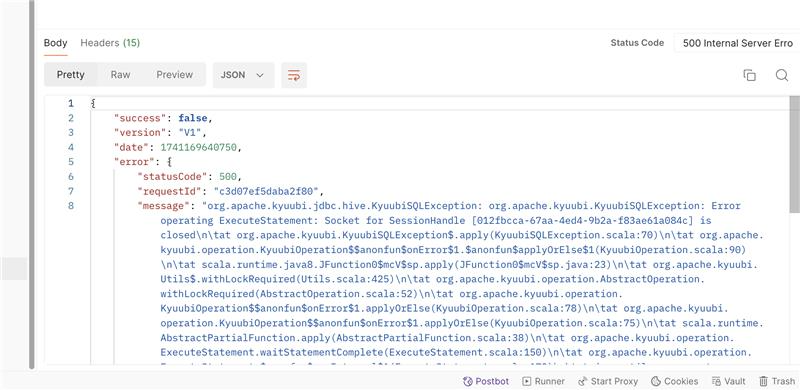 Body Headers (15) Status Code 500 Internal Server Erro
Pretty Raw Preview JSON
1 {
2 "success": false,
3 "version": "V1",
4 "date": 1741169640750,
5 "error": {
6 "statusCode": 500,
7 "requestId": "c3d07ef5daba2f80",
8 "message": "org.apache.kyuubi.jdbc.hive.KyuubiSQLException: org.apache.kyuubi.KyuubiSQLException: Error
operating ExecuteStatement: Socket for SessionHandle [012fbcca-67aa-4ed4-9b2a-f83ae61a084c] is
closed\n\tat org.apache.kyuubi.KyuubiSQLException$.apply(KyuubiSQLException.scala:70)\n\tat org.apache.
kyuubi.operation.KyuubiOperation$$anonfun$onError$1.$anonfun$applyOrElse$1(KyuubiOperation.scala:90)
\n\tat scala.runtime.java8.JFunction0$mcV$sp.apply(JFunction0$mcV$sp.java:23)\n\tat org.apache.kyuubi.
Utils$.withLockRequired(Utils.scala:425)\n\tat org.apache.kyuubi.operation.AbstractOperation.
withLockRequired(AbstractOperation.scala:52)\n\tat org.apache.kyuubi.operation.
KyuubiOperation$$anonfun$onError$1.applyOrElse(KyuubiOperation.scala:78)\n\tat org.apache.kyuubi.
operation.KyuubiOperation$$anonfun$onError$1.applyOrElse(KyuubiOperation.scala:75)\n\tat scala.runtime.
AbstractPartialFunction.apply(AbstractPartialFunction.scala:38)\n\tat org.apache.kyuubi.operation.
ExecuteStatement.waitStatementComplete(ExecuteStatement.scala:150)\n\tat org.apache.kyuubi.operation.
Postbot Runner Start Proxy Cookies Vault Trash